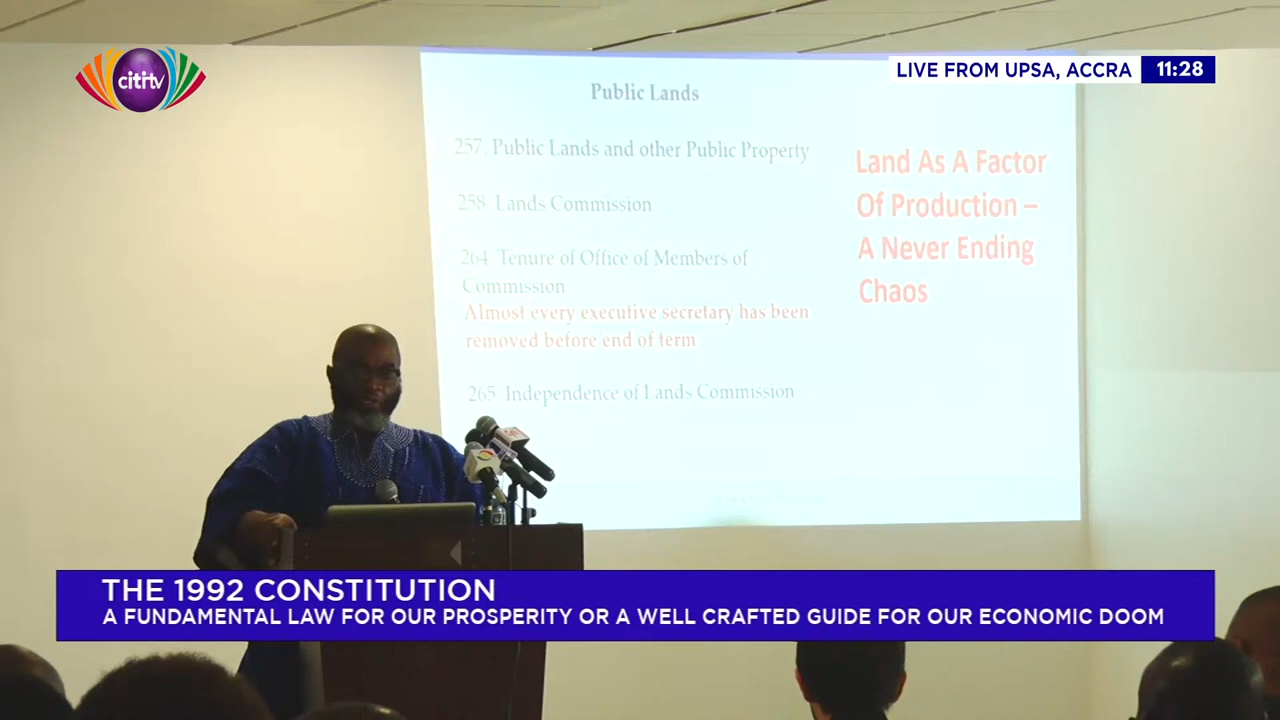 citi tv
LIVE FROM UPSA, ACCRA
11:28
Public Lands
257. Public Lands and other Public Property
258 Lands Commission
264 Tenure of Office of Members of
Commission
Almost every executive secretary has been
removed before end of term
265 Independence of Lands Commission
Land As A Factor
Of Production –
A Never Ending
Chaos
THE 1992 CONSTITUTION
A FUNDAMENTAL LAW FOR OUR PROSPERITY OR A WELL CRAFTED GUIDE FOR OUR ECONOMIC DOOM